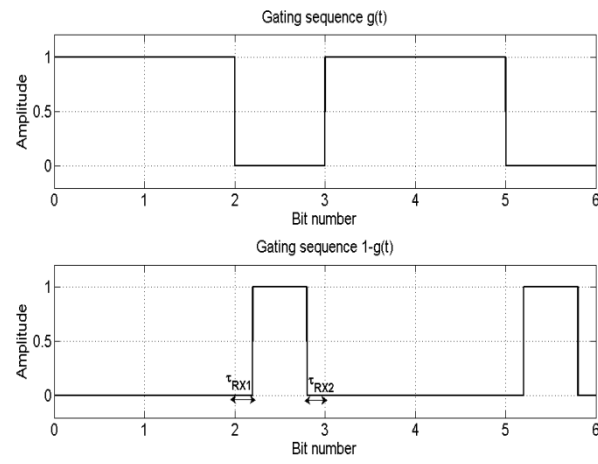 Gating sequence g(t)
Amplitude
1
0.5
0
0 1 2 3 4 5 6
Bit number
Gating sequence 1-g(t)
Amplitude
1
0.5
0
τRX1 τRX2
0 1 2 3 4 5 6
Bit number